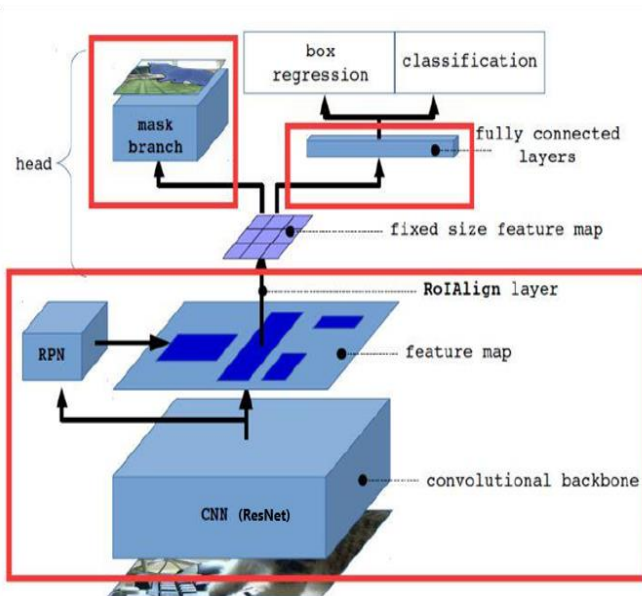 box
regression
classification
mask
branch
fully connected
layers
head
fixed size feature map
RoIAlign layer
RPN
feature map
convolutional backbone
CNN (ResNet)